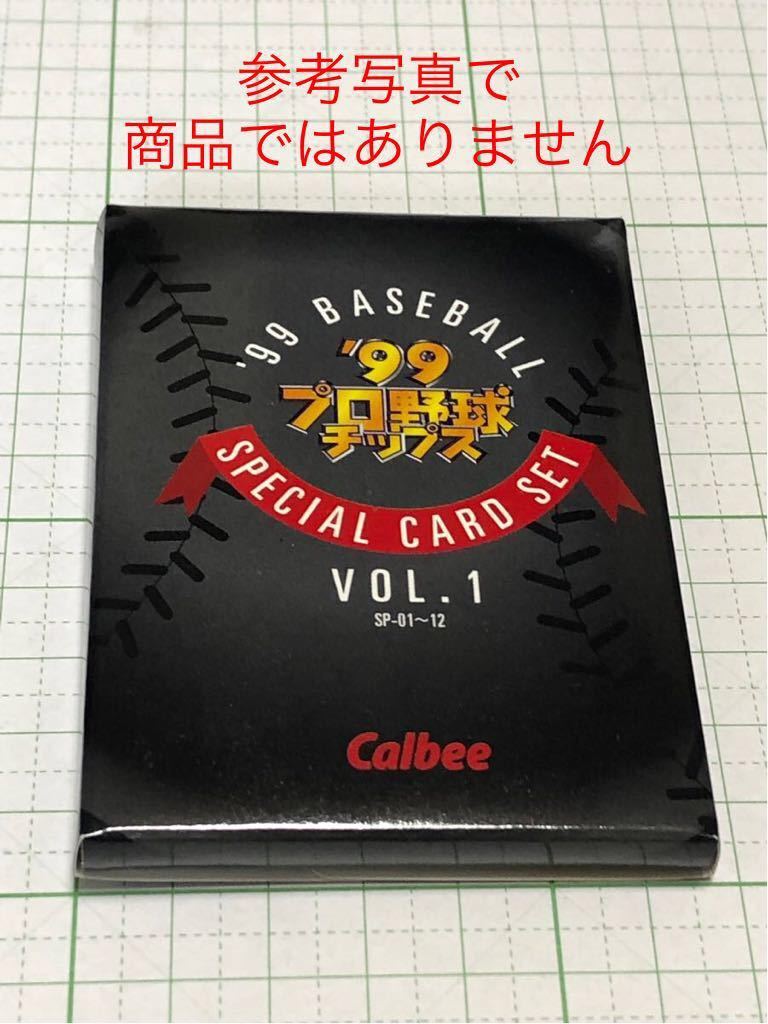 参考写真で
商品ではありません
'99 BASEBALL
'99
プロ野球
チップス
SPECIAL CARD SET
VOL.1
SP-01〜12
Calbee